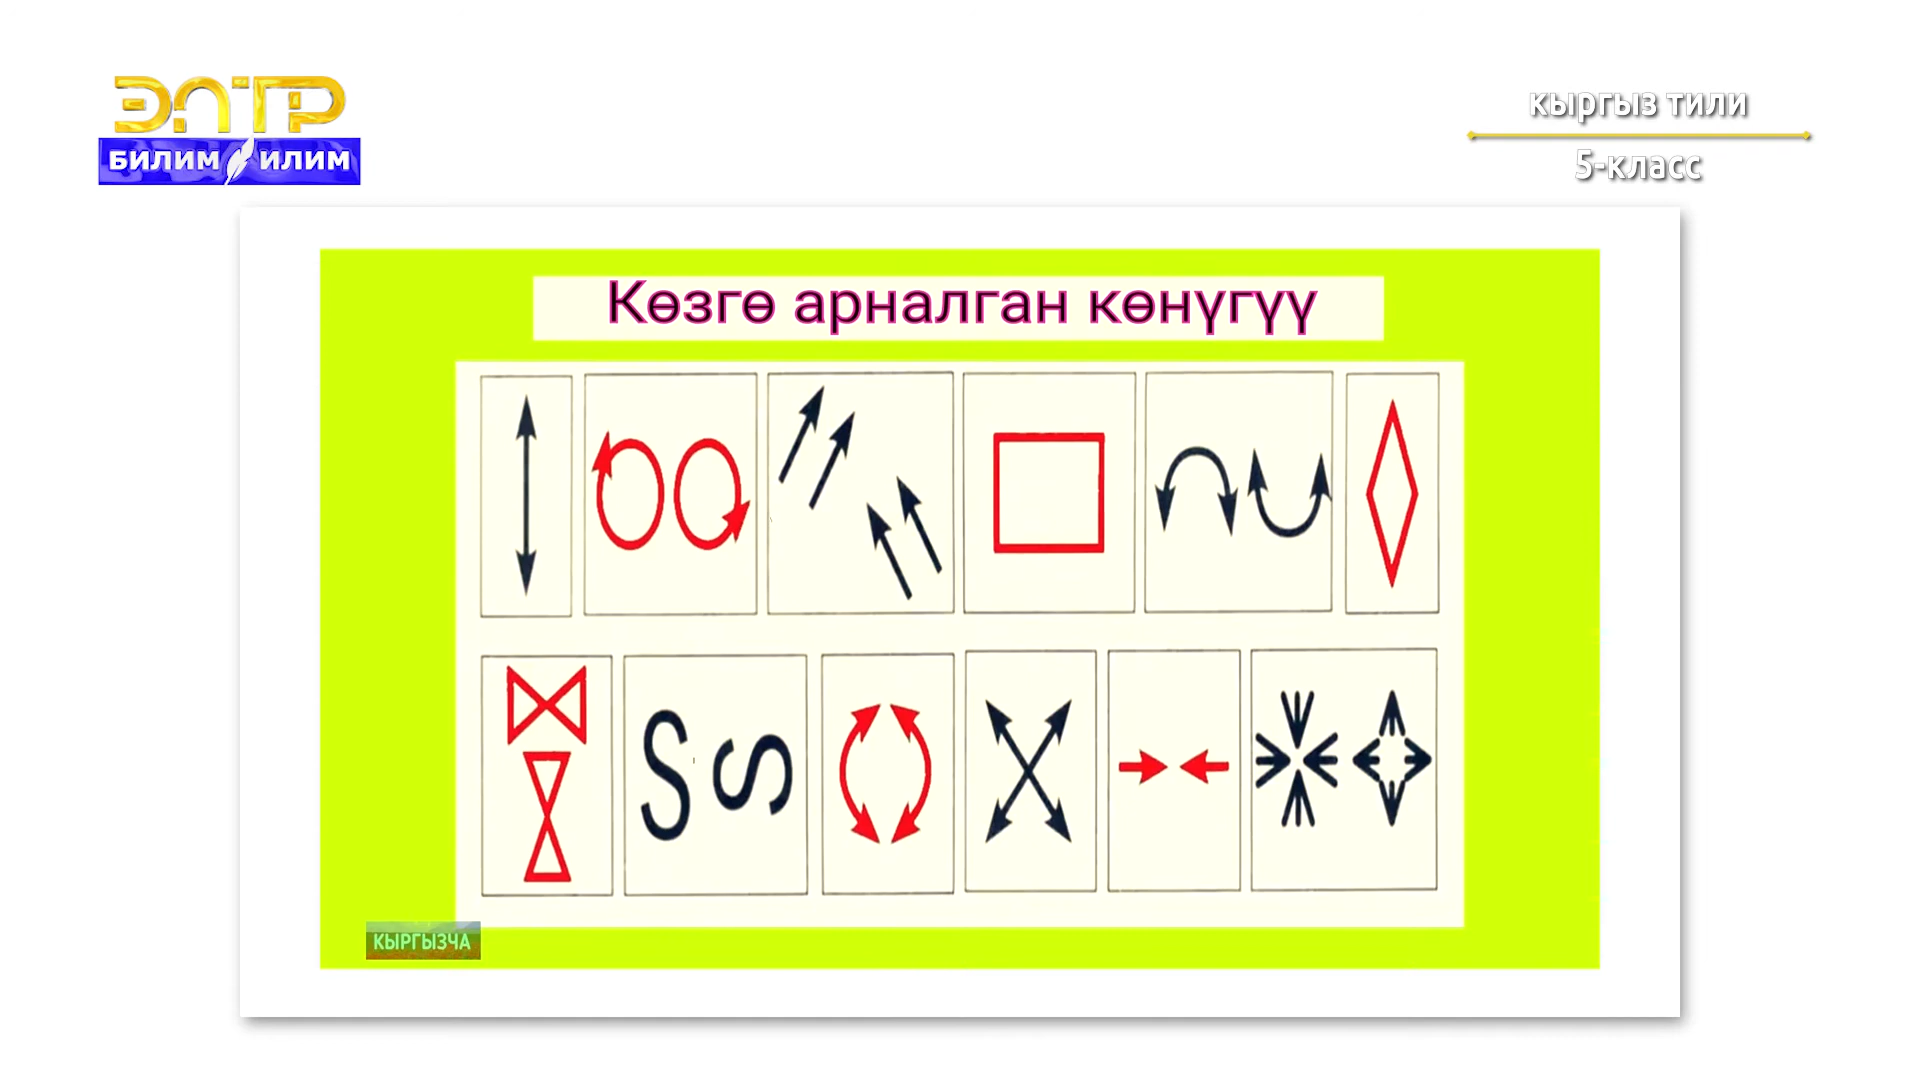 ЭЛТР
БИЛИМ ИЛИМ
кыргыз тили
5-класс
Көзгө арналган көнүгүү
S S
КЫРГЫЗЧА